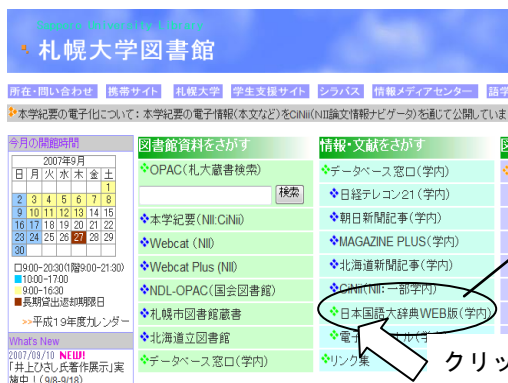 Sapporo University Library
札幌大学図書館
所在・問い合わせ 携帯サイト 札幌大学 学生支援サイト シラバス 情報メディアセンター 語学
本学紀要の電子化について：本学紀要の電子情報(本文など)をCiNii(NII論文情報ナビゲータ)を通じて公開していま
今月の開館時間
2007年9月
日 月 火 水 木 金 土
1
2 3 4 5 6 7 8
9 10 11 12 13 14 15
16 17 18 19 20 21 22
23 24 25 26 27 28 29
30
□9:00-20:30(1階9:00-21:30)
■10:00-17:00
9:00-16:30
■長期貸出返却期限日
>>平成19年度カレンダー
What's New
2007/09/10 NEW!
「井上ひさし氏著作展示」実
施中！(9/8-9/18)
図書館資料をさがす
OPAC(札大蔵書検索)
検索
本学紀要(NII:CiNii)
Webcat (NII)
Webcat Plus (NII)
NDL-OPAC(国会図書館)
札幌市図書館蔵書
北海道立図書館
データベース窓口(学内)
情報・文献をさがす
データベース窓口(学内)
日経テレコン21(学内)
朝日新聞記事(学内)
MAGAZINE PLUS(学内)
北海道新聞記事(学内)
CiNii(NII:一部学内)
日本国語大辞典WEB版(学内)
電子
リンク集
クリッ